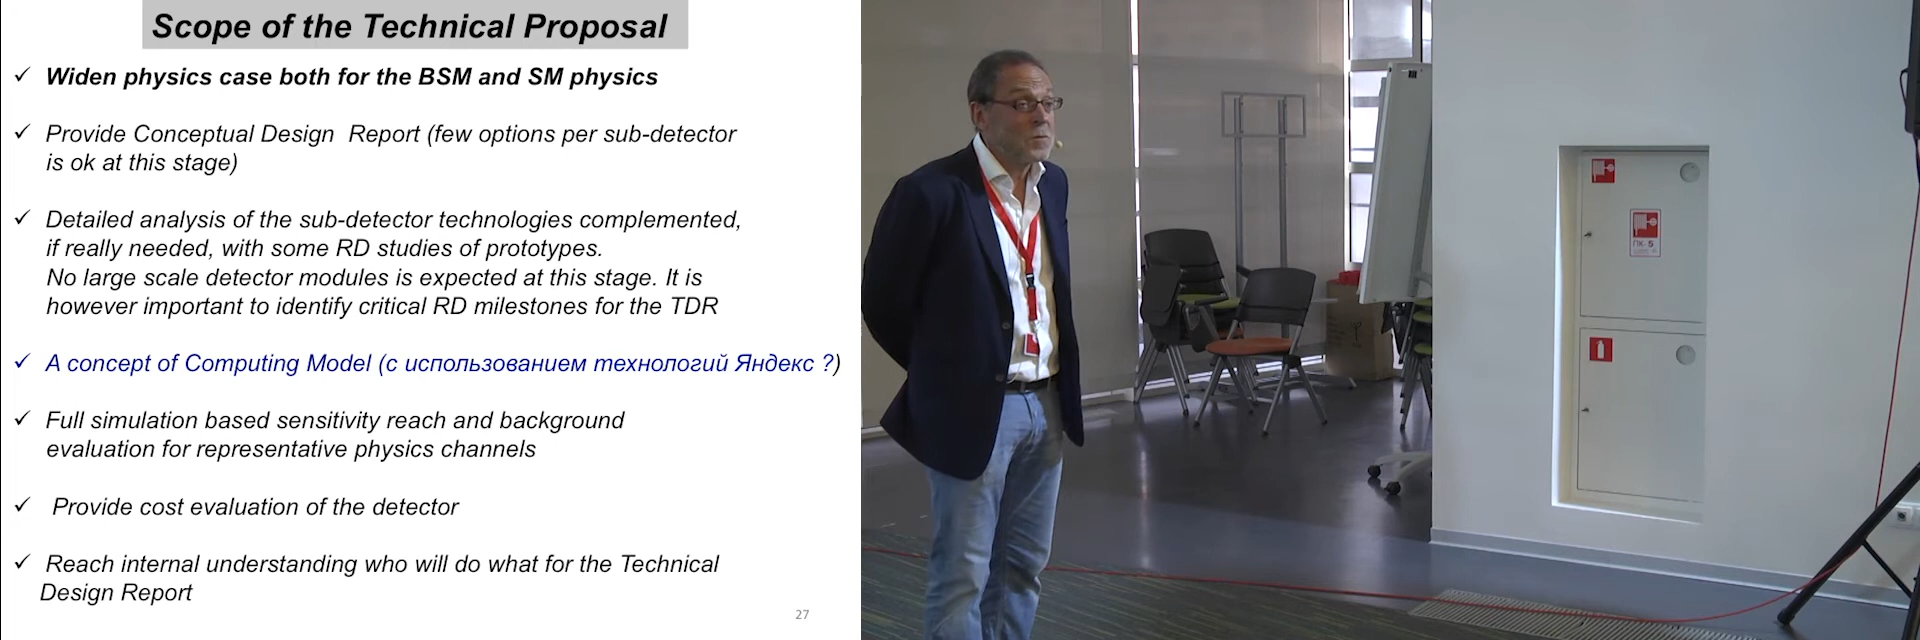 Scope of the Technical Proposal
✓ Widen physics case both for the BSM and SM physics
✓ Provide Conceptual Design Report (few options per sub-detector
is ok at this stage)
✓ Detailed analysis of the sub-detector technologies complemented,
if really needed, with some RD studies of prototypes.
No large scale detector modules is expected at this stage. It is
however important to identify critical RD milestones for the TDR
✓ A concept of Computing Model (с использованием технологий Яндекс ?)
✓ Full simulation based sensitivity reach and background
evaluation for representative physics channels
✓ Provide cost evaluation of the detector
✓ Reach internal understanding who will do what for the Technical
Design Report
27
ПК-5